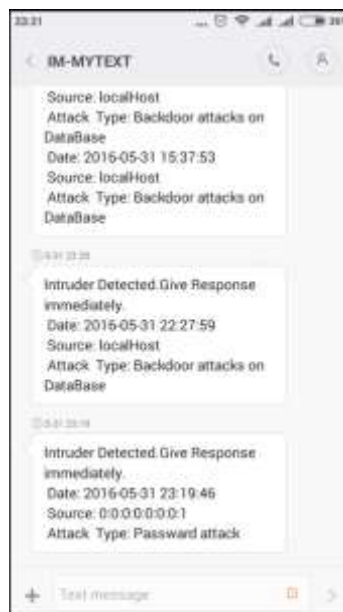 IM-MYTEXT
Source: localHost
Attack Type: Backdoor attacks on
DataBase
Date: 2016-05-31 15:37:53
Source: localHost
Attack Type: Backdoor attacks on
DataBase
Intruder Detected.Give Response
immediately.
Date: 2016-05-31 22:27:59
Source: localHost
Attack Type: Backdoor attacks on
DataBase
Intruder Detected.Give Response
immediately.
Date: 2016-05-31 23:19:46
Source: 0:0:0:0:0:0:0:1
Attack Type: Passward attack
Text message